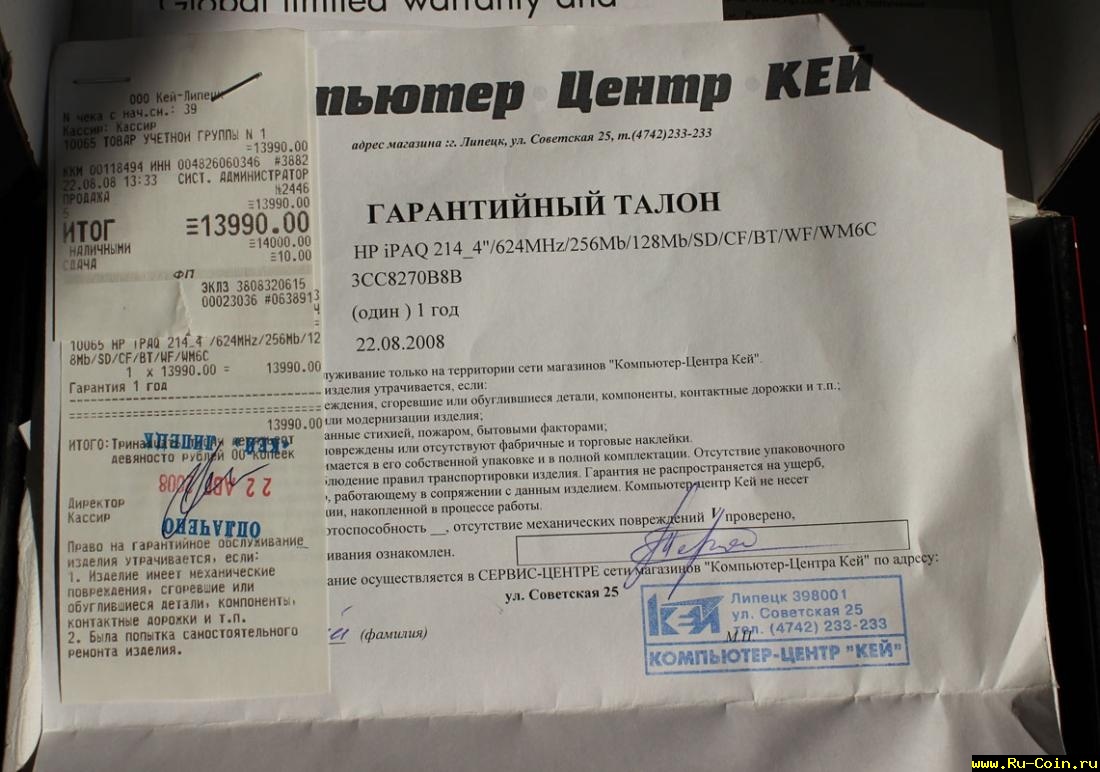 Global limited warranty and
ООО Кей-Липецк
N чека с нач.см.: 39
Кассир: Кассир
10065 ТОВАР УЧЕТНОЙ ГРУППЫ N 1
=13990.00
ККМ 00118494 ИНН 004826060346 #3882
22.08.08 13:33 СИСТ. АДМИНИСТРАТОР
ПРОДАЖА №2446
5 ≡13990.00
ИТОГ ≡13990.00
НАЛИЧНЫМИ ≡14000.00
СДАЧА ≡10.00
ФП
ЭКЛЗ 3808320615
00023036 #0638913
10065 HP iPAQ 214_4 /624MHz/256Mb/12
8Mb/SD/CF/BT/WF/WM6C
1 x 13990.00 = 13990.00
Гарантия 1 год
13990.00
ИТОГО: девятьсот
девяносто рублей 00 копеек
"КЕЙ" ЛИПЕЦК
22 АВГ 2008
Директор
Кассир
ОПЛАЧЕНО
Право на гарантийное обслуживание
изделия утрачивается, если:
1. Изделие имеет механические
повреждения, сгоревшие или
обуглившиеся детали, компоненты,
контактные дорожки и т.п.
2. Была попытка самостоятельного
ремонта изделия.
пьютер Центр КЕЙ
адрес магазина :г. Липецк, ул. Советская 25, т.(4742)233-233
ГАРАНТИЙНЫЙ ТАЛОН
HP iPAQ 214_4"/624MHz/256Mb/128Mb/SD/CF/BT/WF/WM6C
3CC8270B8B
(один ) 1 год
22.08.2008
луживание только на территории сети магазинов "Компьютер-Центра Кей".
изделия утрачивается, если:
еждения, сгоревшие или обуглившиеся детали, компоненты, контактные дорожки и т.п.;
или модернизации изделия;
анные стихией, пожаром, бытовыми факторами;
повреждены или отсутствуют фабричные и торговые наклейки.
имается в его собственной упаковке и в полной комплектации. Отсутствие упаковочного
блюдение правил транспортировки изделия. Гарантия не распространяется на ущерб,
, работающему в сопряжении с данным изделием. Компьютер-центр Кей не несет
ии, накопленной в процессе работы.
отоспособность __, отсутствие механических повреждений V проверено,
ивания ознакомлен.
ание осуществляется в СЕРВИС-ЦЕНТРЕ сети магазинов "Компьютер-Центра Кей" по адресу:
ул. Советская 25
(фамилия)
М.П.
КЕЙ Липецк 398001
ул. Советская 25
тел. (4742) 233-233
КОМПЬЮТЕР-ЦЕНТР "КЕЙ"
www.Ru-Coin.ru